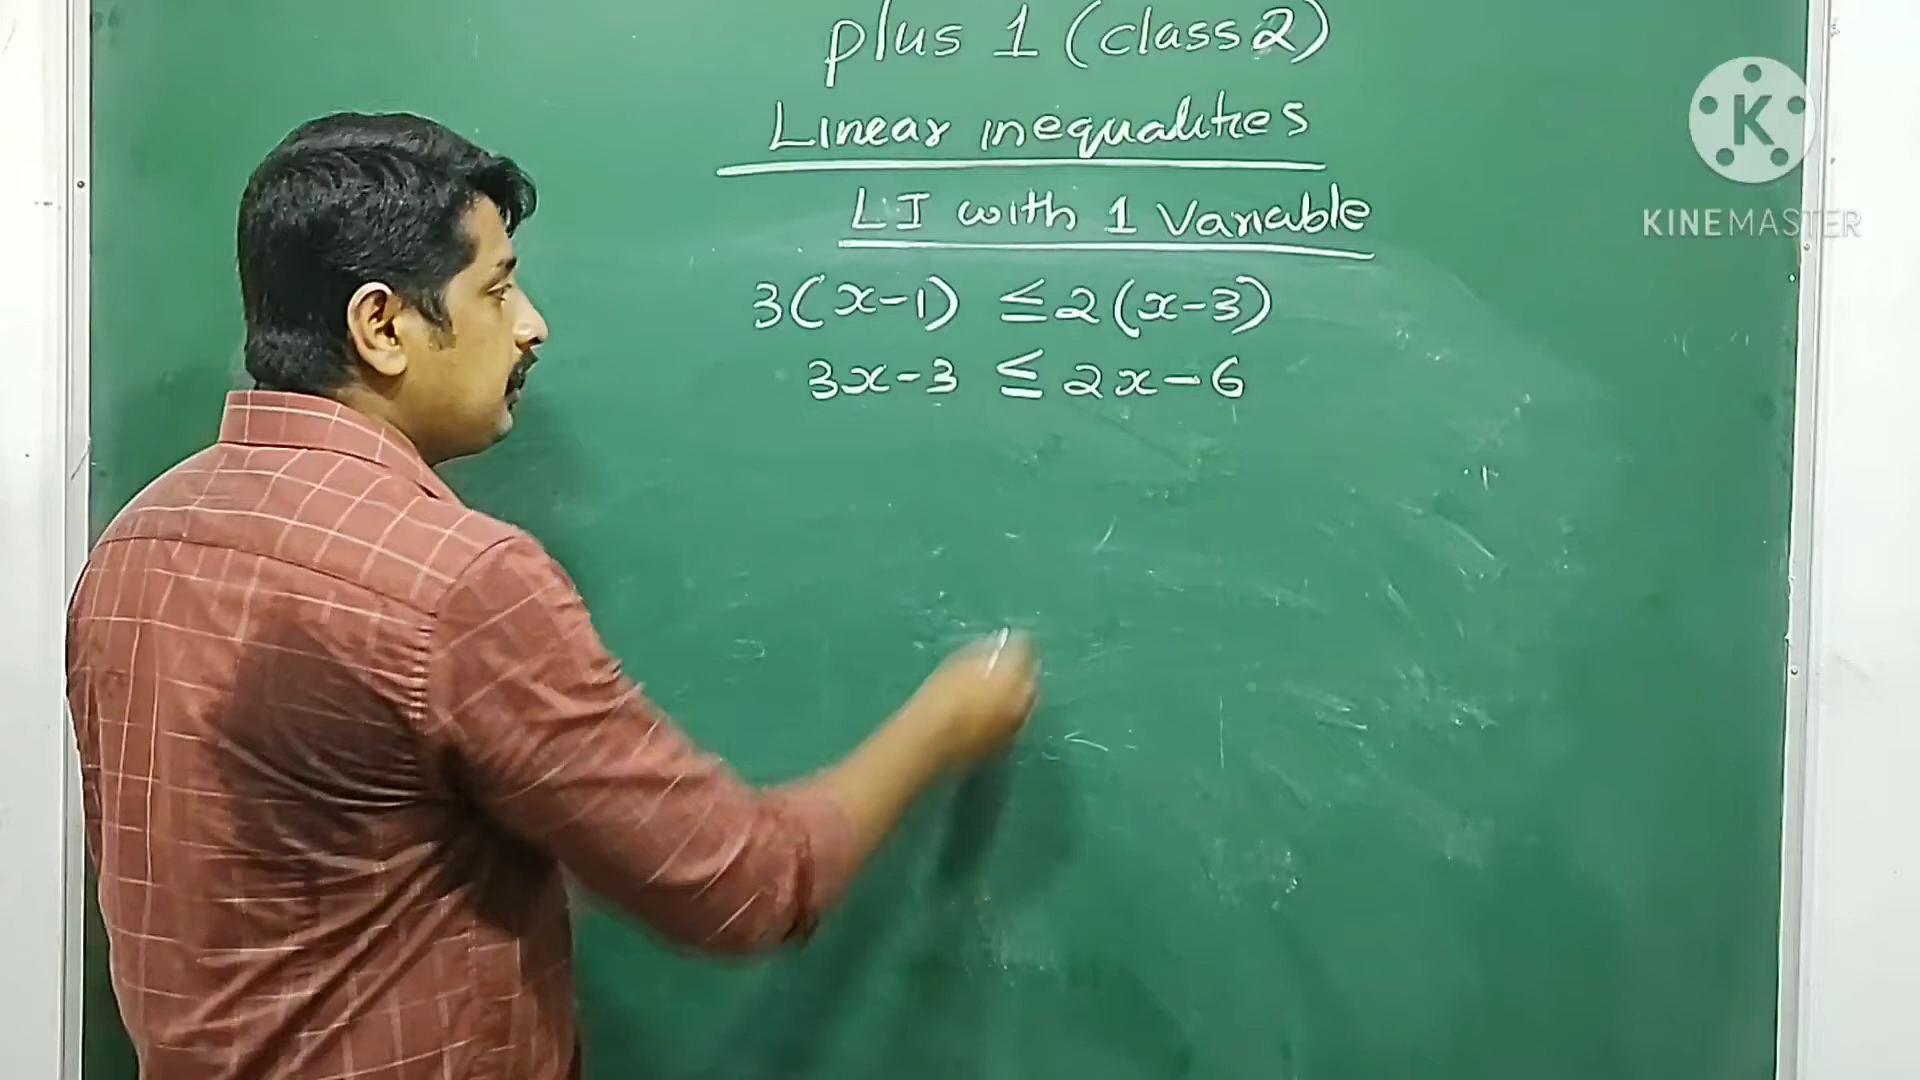 plus 1 (class 2)
Linear inequalities
LI with 1 Variable
3(x-1) ≤ 2(x-3)
3x-3 ≤ 2x-6
K
KINEMASTER